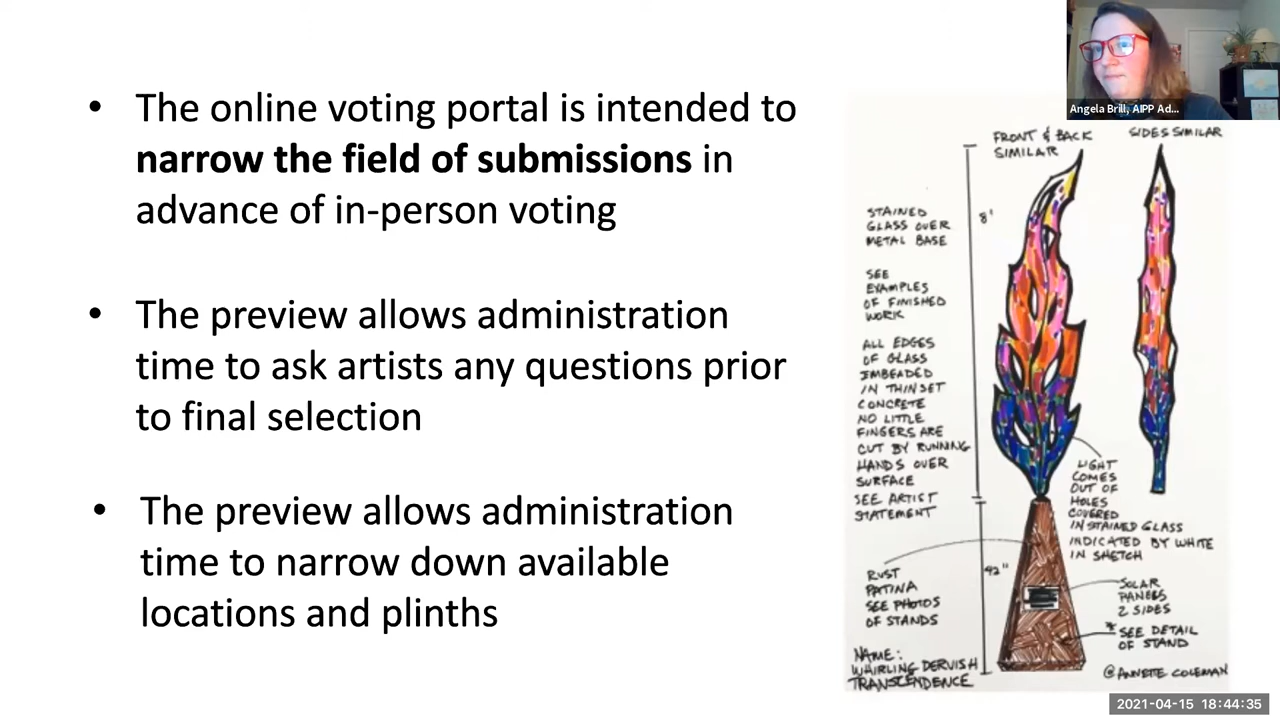 • The online voting portal is intended to
narrow the field of submissions in
advance of in-person voting
• The preview allows administration
time to ask artists any questions prior
to final selection
• The preview allows administration
time to narrow down available
locations and plinths
Angela Brill, AIPP Ad...
FRONT & BACK
SIMILAR
SIDES SIMILAR
8'
STAINED
GLASS OVER
METAL BASE
SEE
EXAMPLES
OF FINISHED
WORK
ALL EDGES
OF GLASS
IMBEADED
IN THINSET
CONCRETE
NO LITTLE
FINGERS ARE
CUT BY RUNNING
HANDS OVER
SURFACE
SEE ARTIST
STATEMENT
LIGHT
COMES
OUT OF
HOLES
COVERED
IN STAINED GLASS
INDICATED BY WHITE
IN SKETCH
42"
RUST
PATINA
SEE PHOTOS
OF STANDS
SOLAR
PANELS
2 SIDES
* SEE DETAIL
OF STAND
NAME:
WHIRLING DERVISH
TRANSCENDENCE
@ANNETTE COLEMAN
2021-04-15 18:44:35